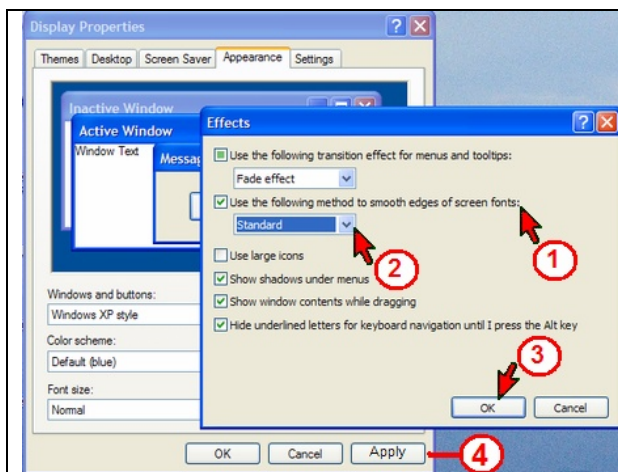 Display Properties
Themes Desktop Screen Saver Appearance Settings
Inactive Window
Active Window
Window Text
Effects
Use the following transition effect for menus and tooltips:
Fade effect
Use the following method to smooth edges of screen fonts:
Standard
1
2
Use large icons
Show shadows under menus
Show window contents while dragging
Hide underlined letters for keyboard navigation until I press the Alt key
3
OK Cancel
Windows and buttons:
Windows XP style
Color scheme:
Default (blue)
Font size:
Normal
OK Cancel Apply
4